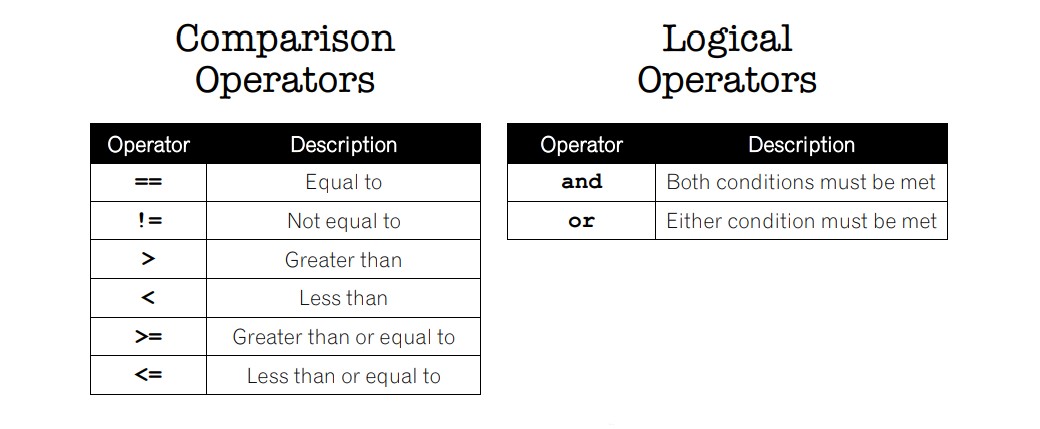 Comparison
Operators
Operator Description
== Equal to
!= Not equal to
> Greater than
< Less than
>= Greater than or equal to
<= Less than or equal to
Logical
Operators
Operator Description
and Both conditions must be met
or Either condition must be met